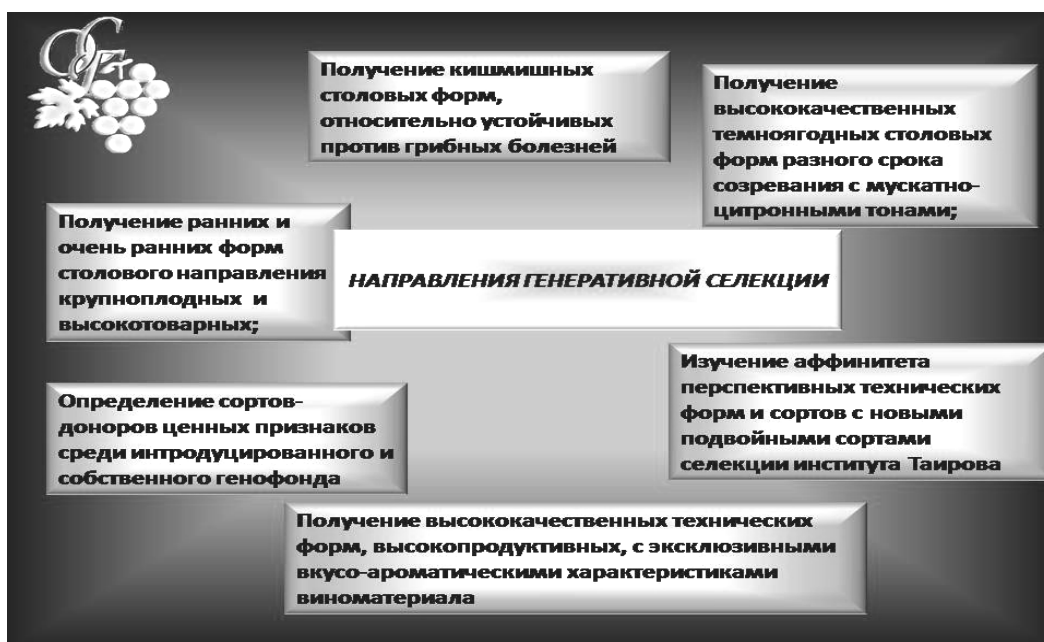 Получение кишмишных
столовых форм,
относительно устойчивых
против грибных болезней
Получение
высококачественных
темноягодных столовых
форм разного срока
созревания с мускатно-
цитронными тонами;
Получение ранних и
очень ранних форм
столового направления
крупноплодных и
высокотоварных;
НАПРАВЛЕНИЯ ГЕНЕРАТИВНОЙ СЕЛЕКЦИИ
Изучение аффинитета
перспективных технических
форм и сортов с новыми
подвойными сортами
селекции института Таирова
Определение сортов-
доноров ценных признаков
среди интродуцированного и
собственного генофонда
Получение высококачественных технических
форм, высокопродуктивных, с эксклюзивными
вкусо-ароматическими характеристиками
виноматериала